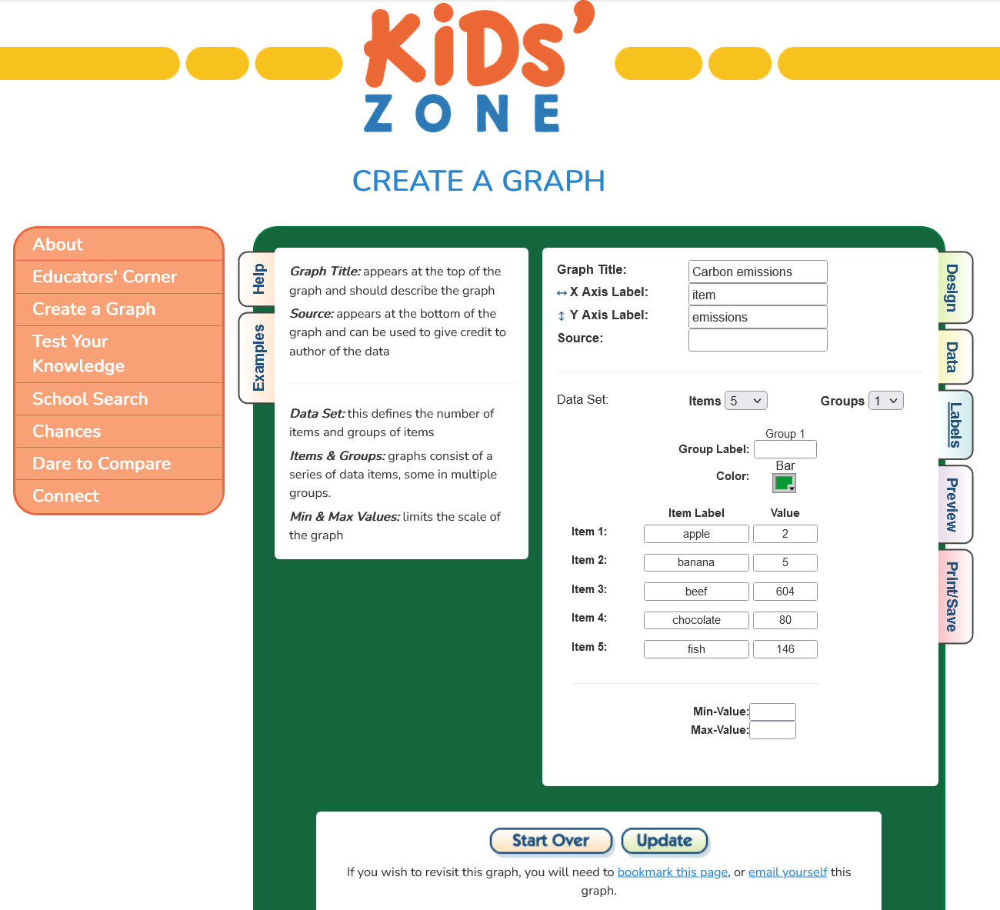 KiDS'
ZONE
CREATE A GRAPH
About
Educators' Corner
Create a Graph
Test Your
Knowledge
School Search
Chances
Dare to Compare
Connect
Help
Examples
Graph Title: appears at the top of the
graph and should describe the graph
Source: appears at the bottom of the
graph and can be used to give credit to
author of the data
Data Set: this defines the number of
items and groups of items
Items & Groups: graphs consist of a
series of data items, some in multiple
groups.
Min & Max Values: limits the scale of
the graph
Graph Title: Carbon emissions
X Axis Label: item
Y Axis Label: emissions
Source:
Data Set: Items 5 Groups 1
Group 1
Group Label:
Bar
Color:
Item Label Value
Item 1: apple 2
Item 2: banana 5
Item 3: beef 604
Item 4: chocolate 80
Item 5: fish 146
Min-Value:
Max-Value:
Design
Data
Labels
Preview
Print/Save
Start Over Update
If you wish to revisit this graph, you will need to bookmark this page, or email yourself this
graph.